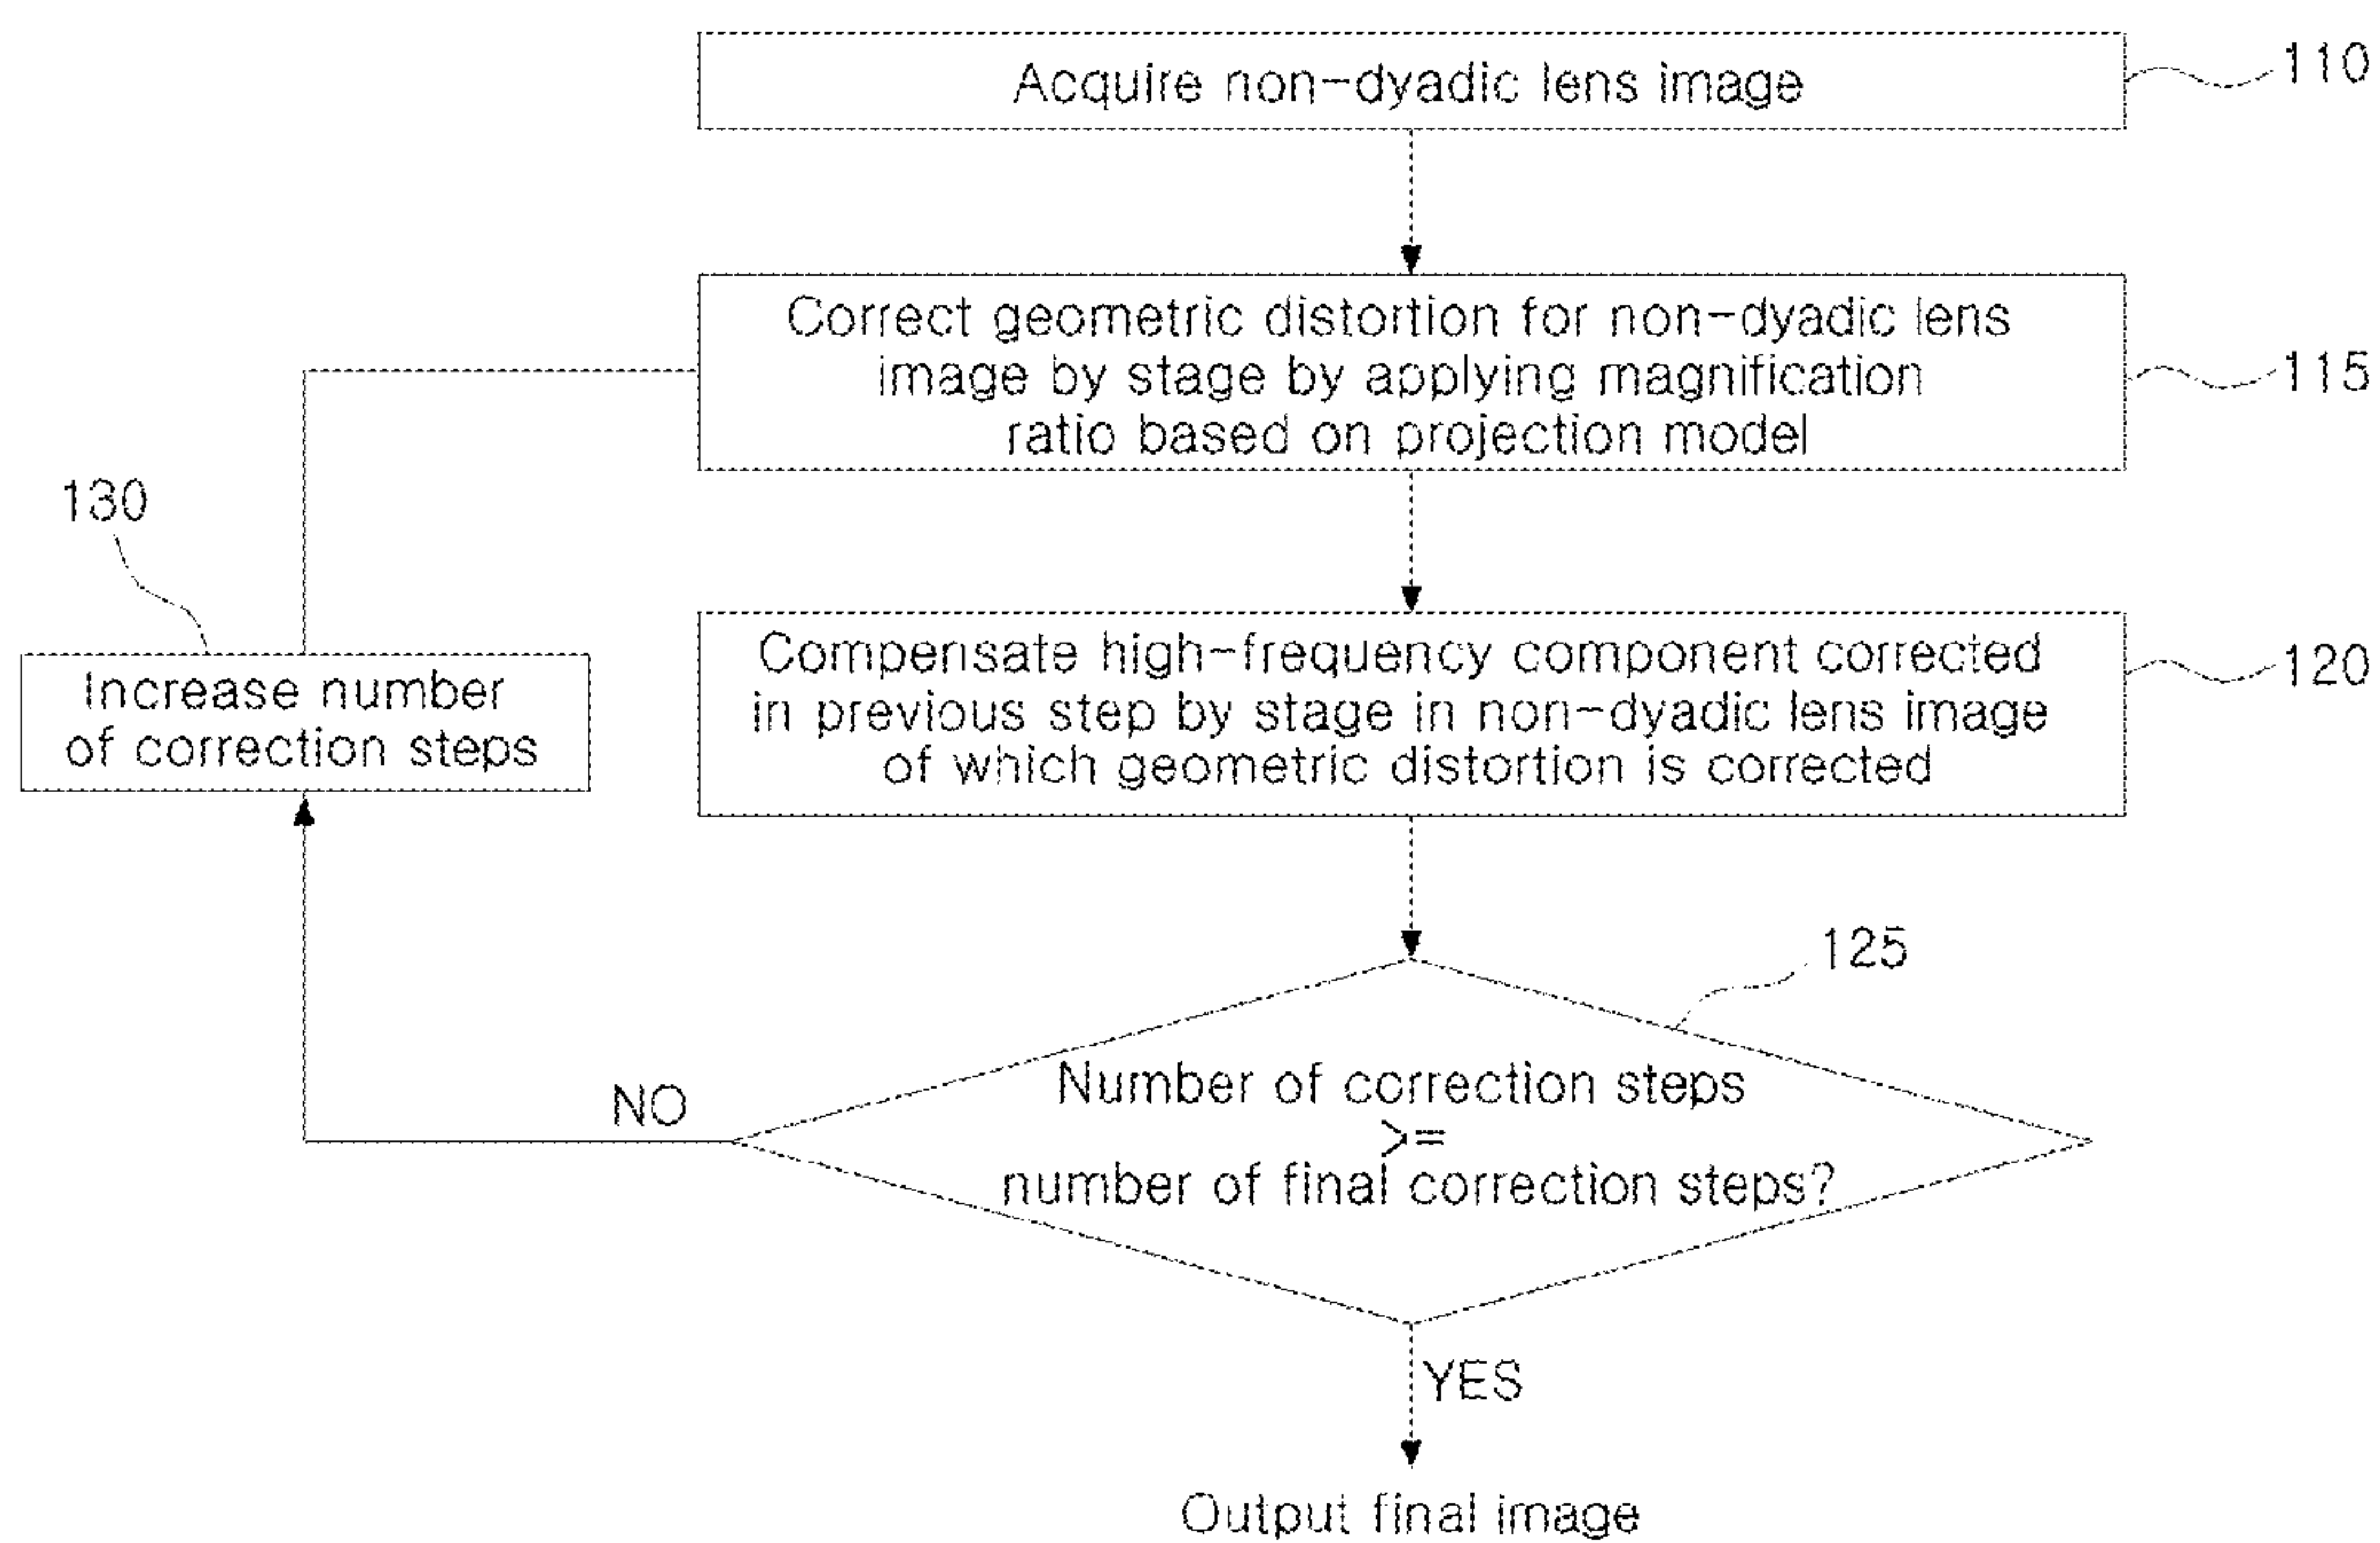 Acquire non-dyadic lens image
110
Correct geometric distortion for non-dyadic lens
image by stage by applying magnification
ratio based on projection model
115
130
Increase number
of correction steps
Compensate high-frequency component corrected
in previous step by stage in non-dyadic lens image
of which geometric distortion is corrected
120
125
Number of correction steps
>=
number of final correction steps?
NO
YES
Output final image